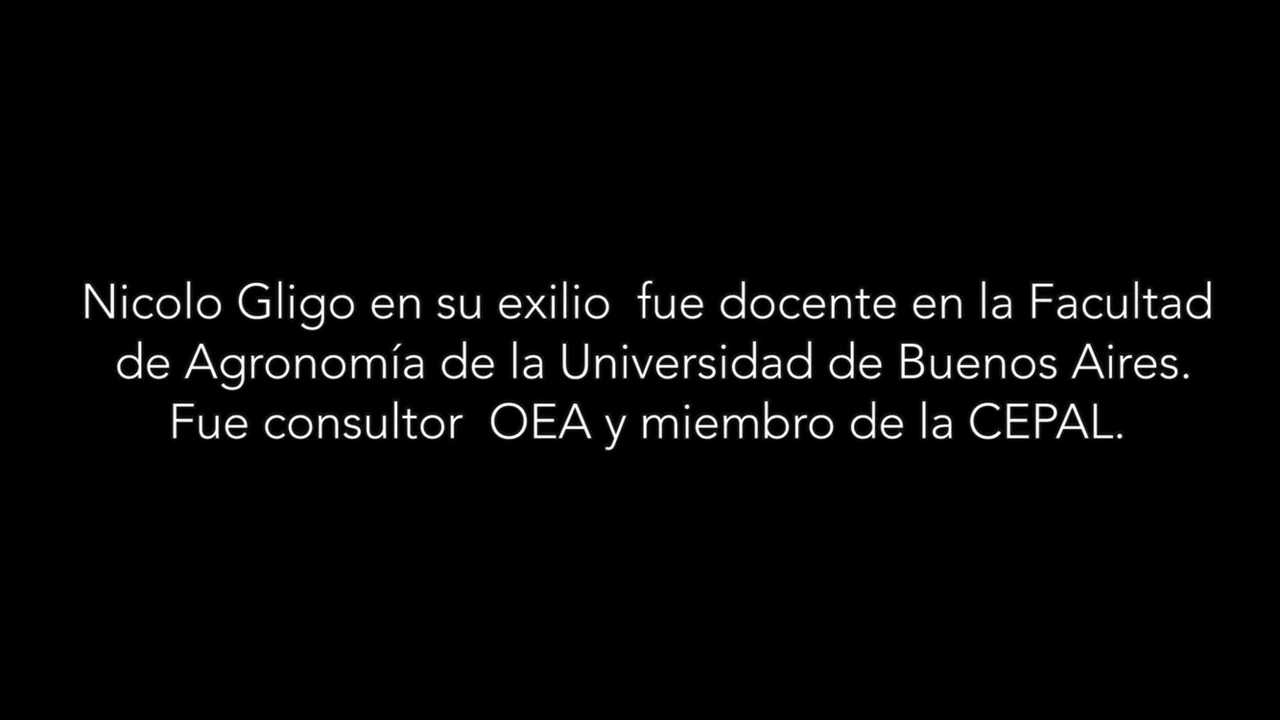 Nicolo Gligo en su exilio  fue docente en la Facultad
de Agronomía de la Universidad de Buenos Aires.
Fue consultor  OEA y miembro de la CEPAL.